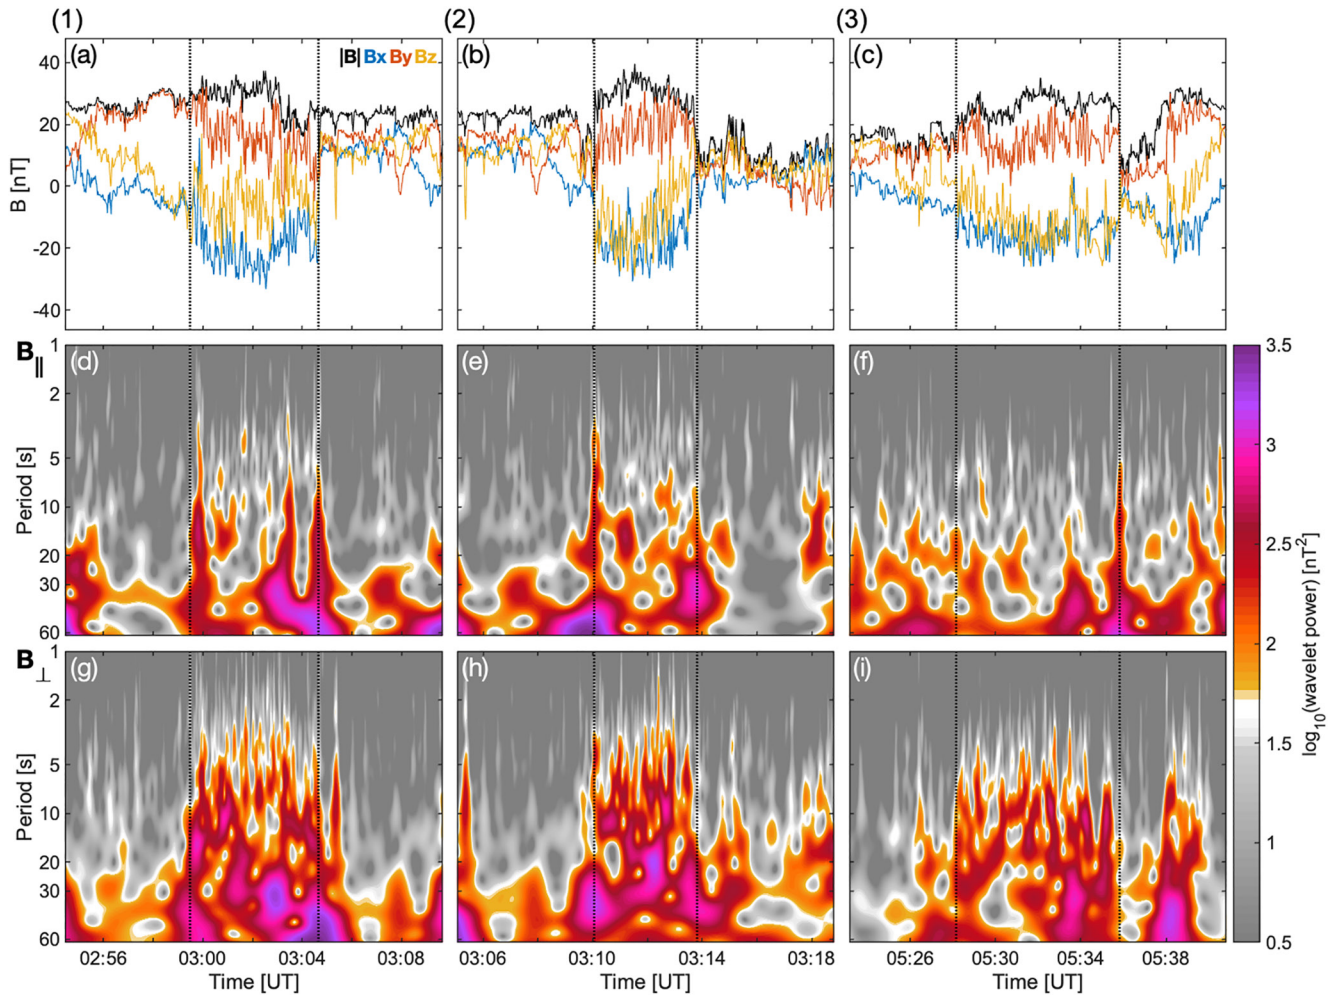 (1) (2) (3)
(a) |B| Bx By Bz (b) (c)
40
20
0
-20
-40
B [nT]
B∥ (d) (e) (f)
1
2
5
10
20
30
60
Period [s]
B⊥ (g) (h) (i)
1
2
5
10
20
30
60
Period [s]
02:56 03:00 03:04 03:08 03:06 03:10 03:14 03:18 05:26 05:30 05:34 05:38
Time [UT] Time [UT] Time [UT]
3.5
3
2.5
2
1.5
1
0.5
log10(wavelet power) [nT²]